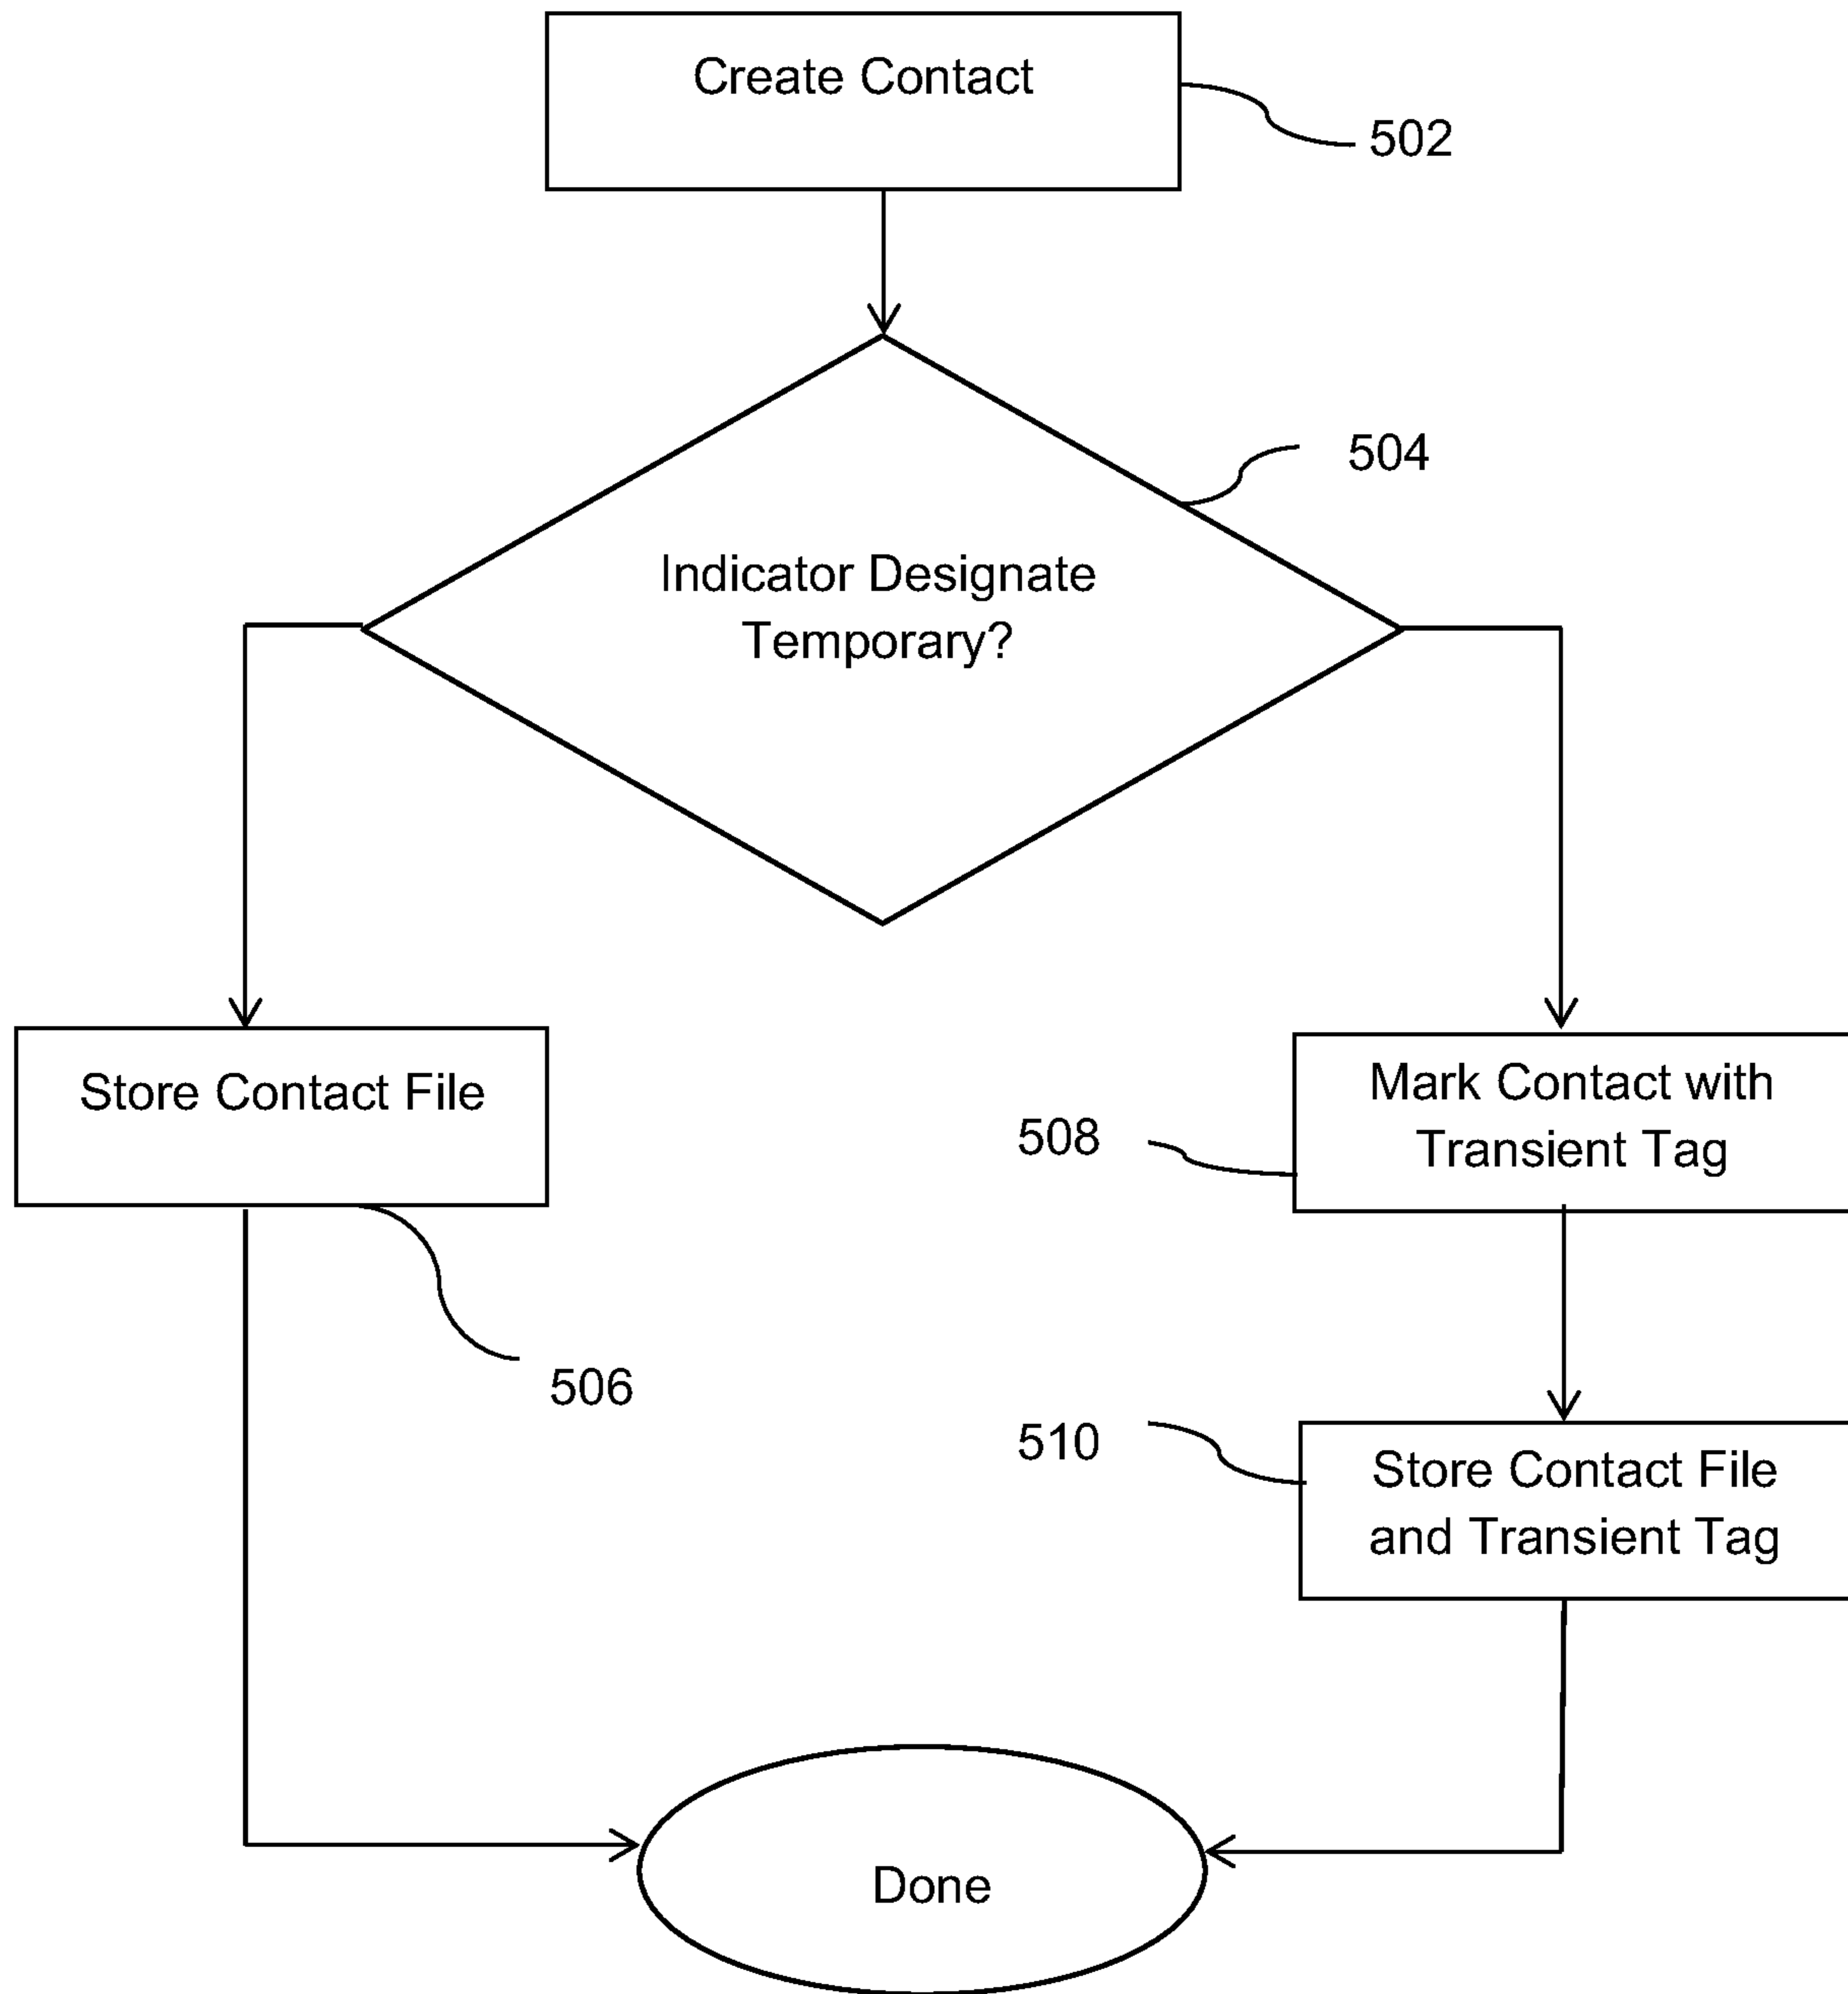 Create Contact
502
504
Indicator Designate
Temporary?
Store Contact File
506
508
Mark Contact with
Transient Tag
510
Store Contact File
and Transient Tag
Done